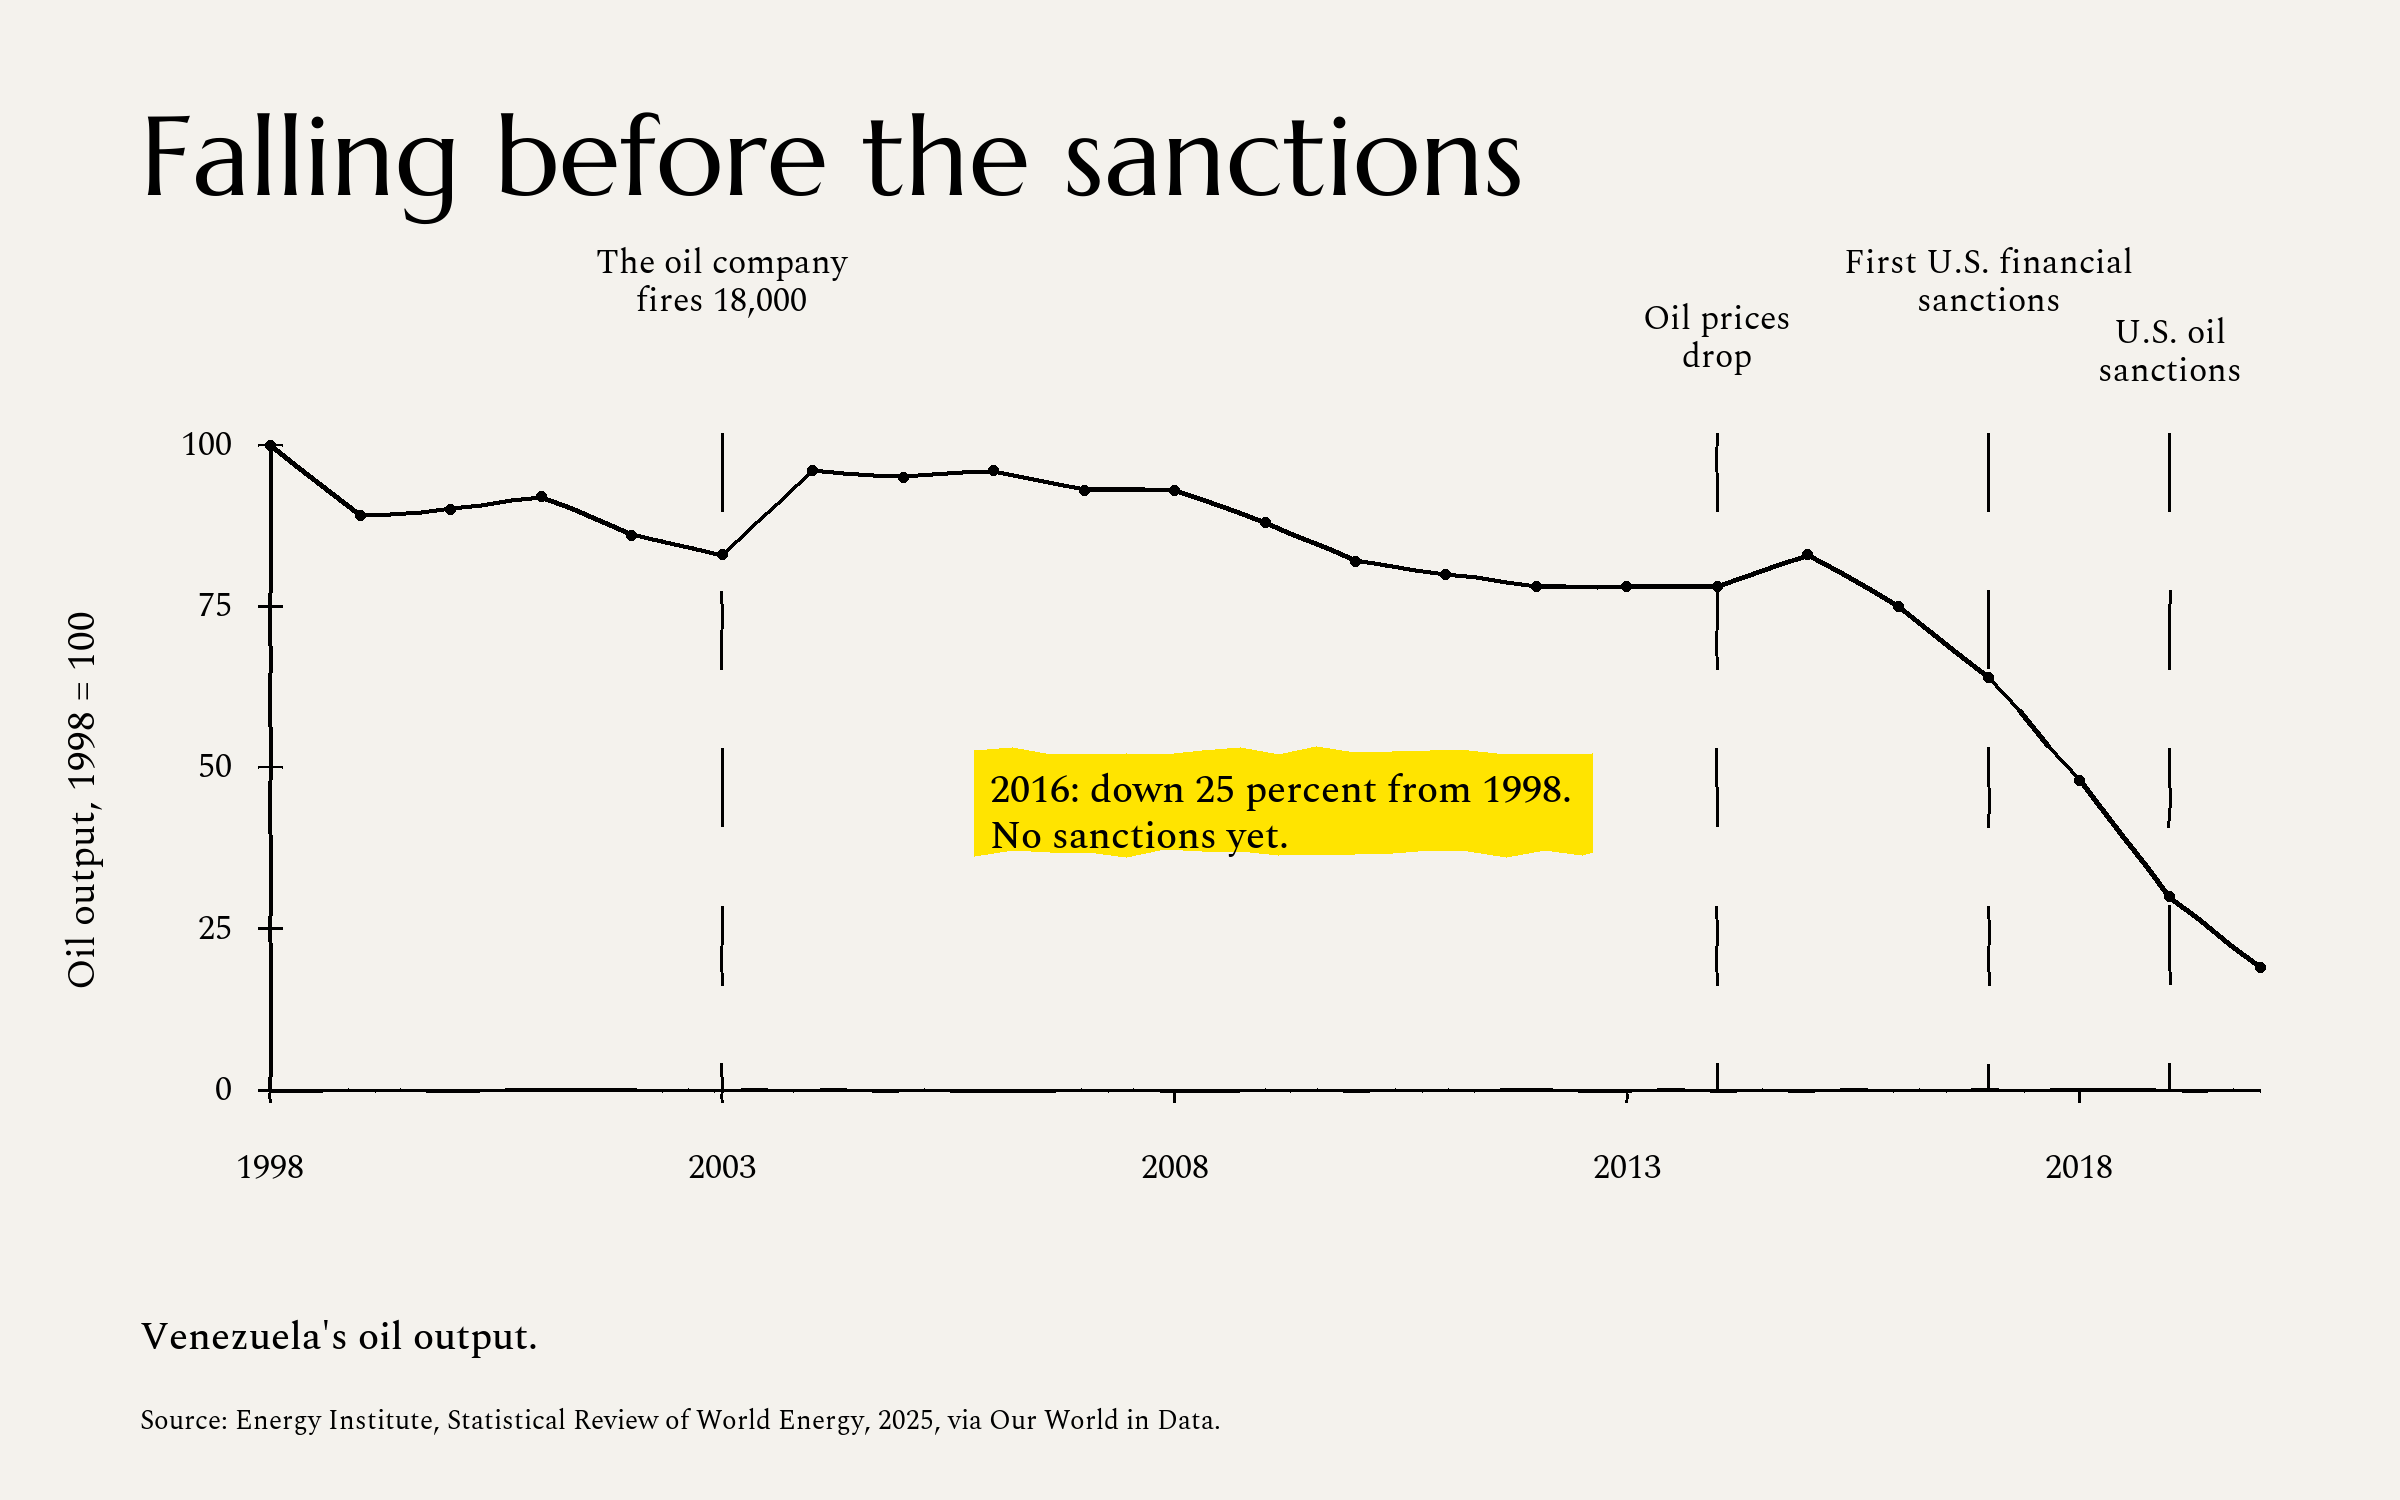 Falling before the sanctions
The oil company
fires 18,000
Oil prices
drop
First U.S. financial
sanctions
U.S. oil
sanctions
Oil output, 1998 = 100
100
75
50
25
0
2016: down 25 percent from 1998.
No sanctions yet.
1998
2003
2008
2013
2018
Venezuela's oil output.
Source: Energy Institute, Statistical Review of World Energy, 2025, via Our World in Data.